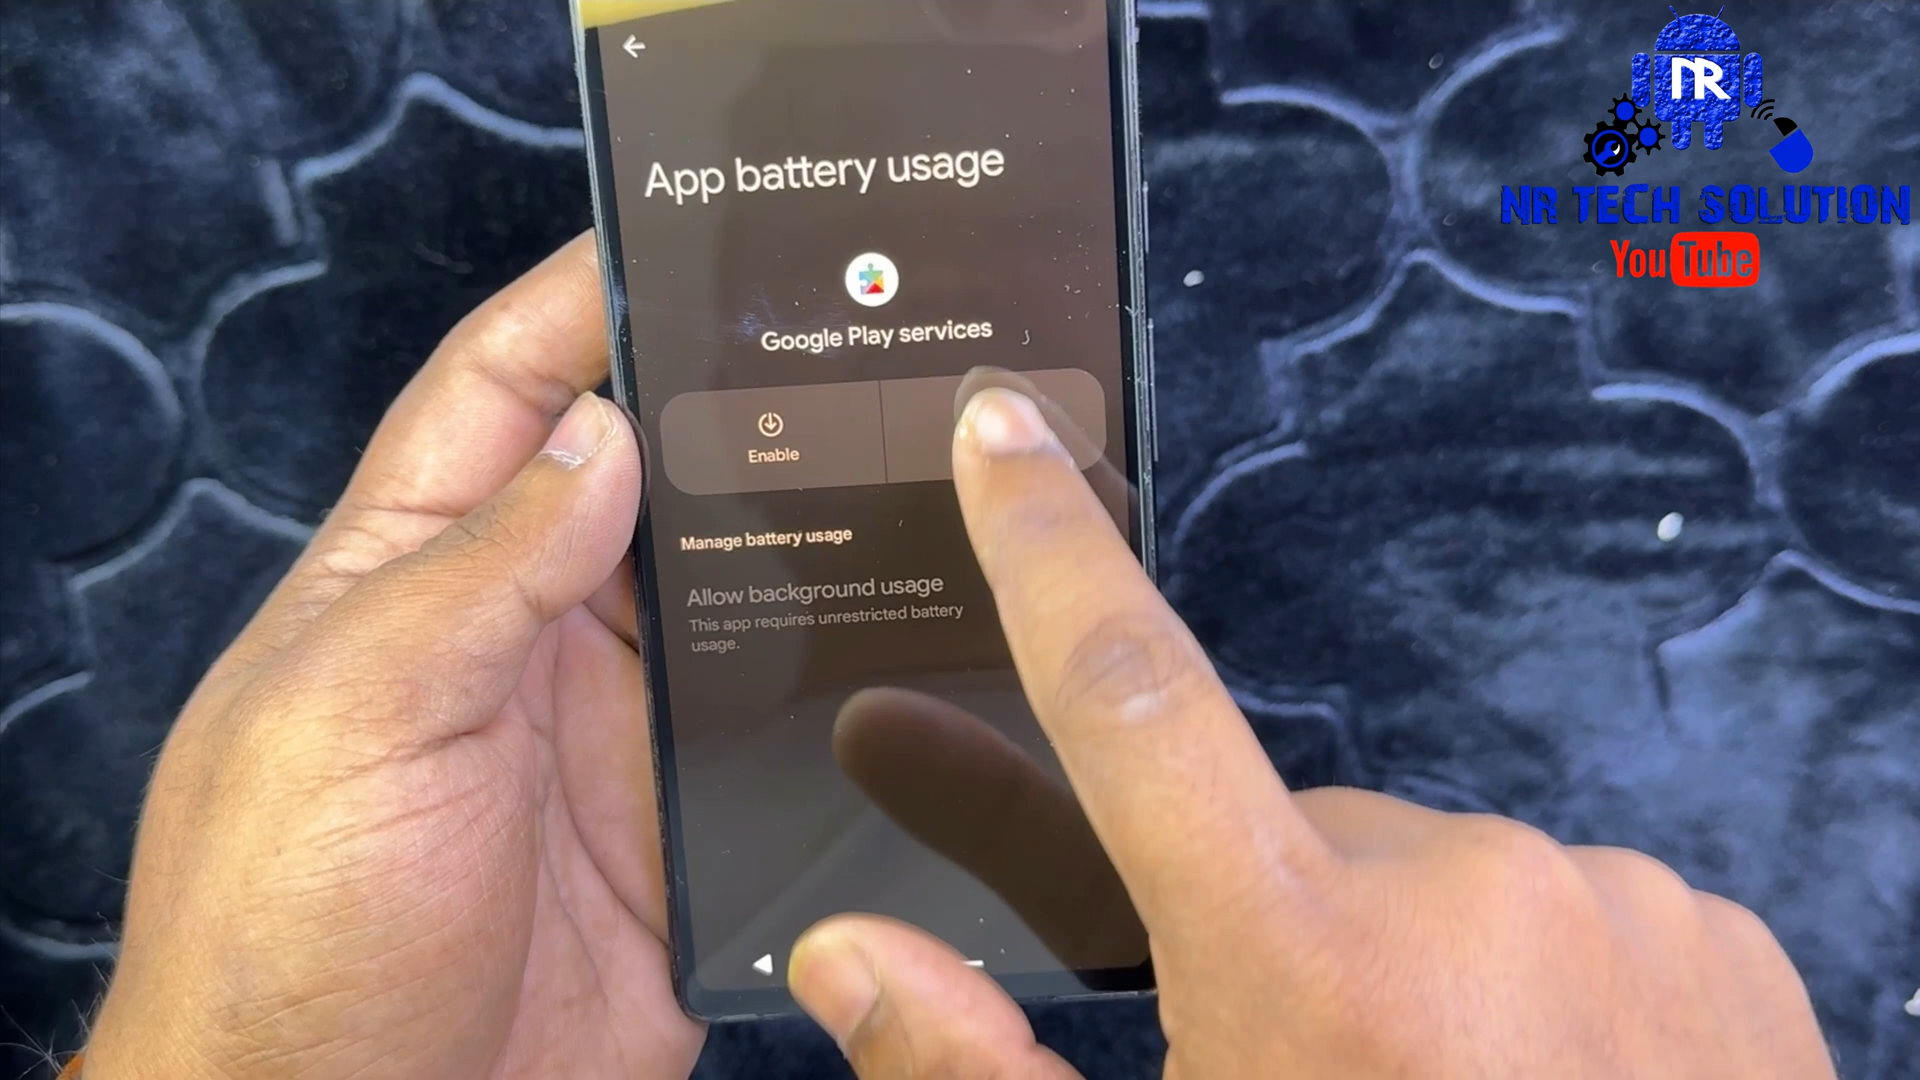 App battery usage
Google Play services
Enable
Manage battery usage
Allow background usage
This app requires unrestricted battery
usage.
NR
NR TECH SOLUTION
YouTube